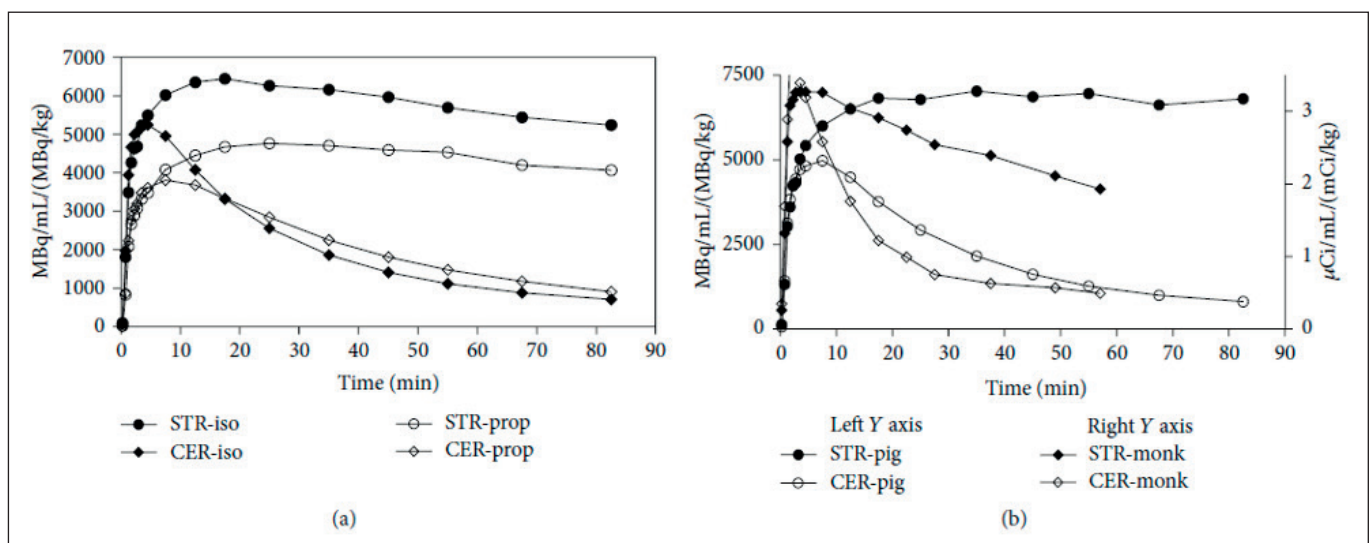 7000
6000
5000
4000
3000
2000
1000
0
MBq/mL/(MBq/kg)
0 10 20 30 40 50 60 70 80 90
Time (min)
STR-iso STR-prop
CER-iso CER-prop
(a)
7500
5000
2500
0
MBq/mL/(MBq/kg)
3
2
1
0
µCi/mL/(mCi/kg)
0 10 20 30 40 50 60 70 80 90
Time (min)
Left Y axis Right Y axis
STR-pig STR-monk
CER-pig CER-monk
(b)